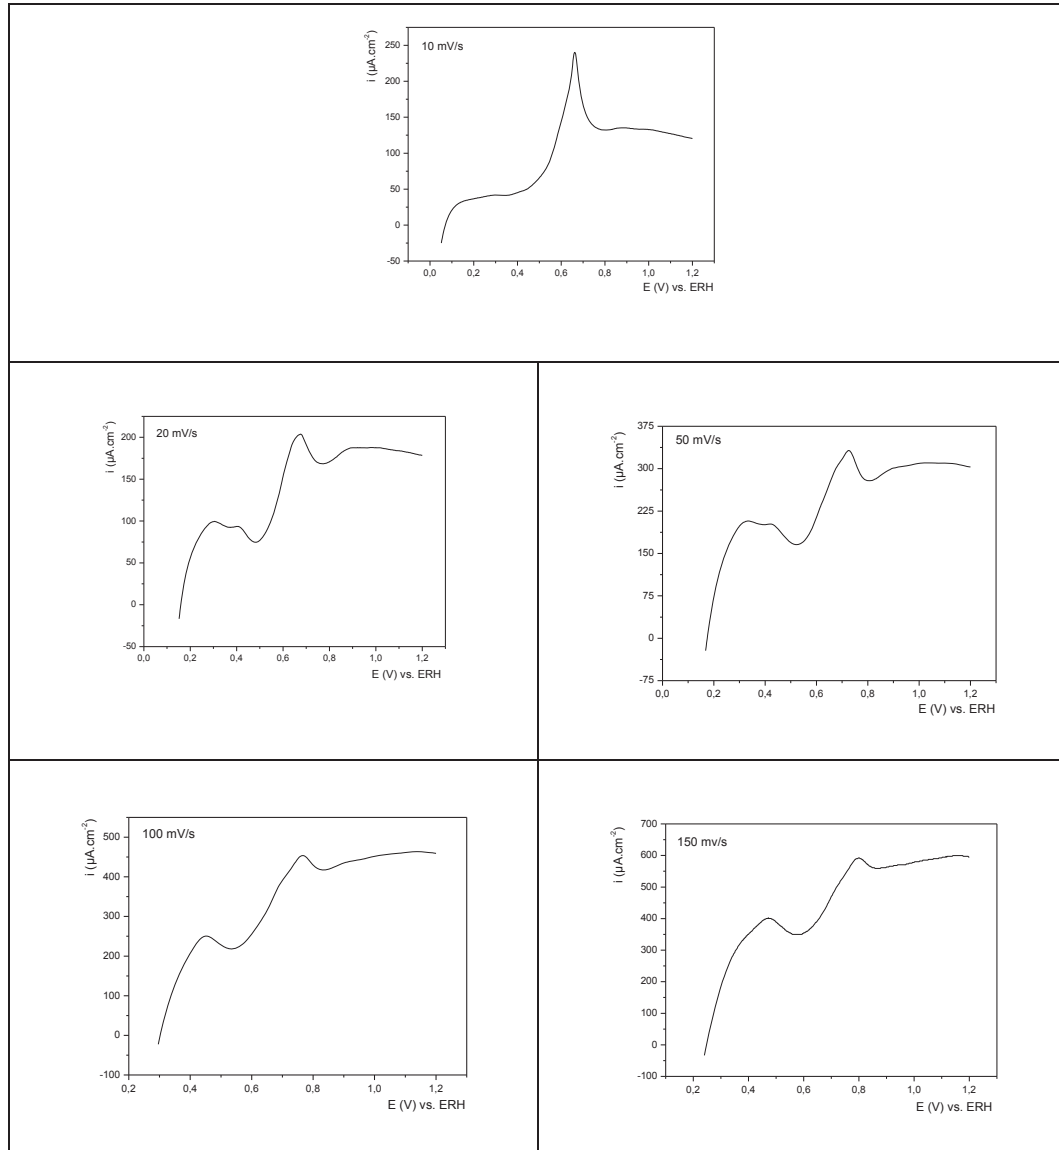 10 mV/s
i (µA.cm-2)
250
200
150
100
50
0
-50
0,0 0,2 0,4 0,6 0,8 1,0 1,2
E (V) vs. ERH
20 mV/s
i (µA.cm-2)
200
150
100
50
0
-50
0,0 0,2 0,4 0,6 0,8 1,0 1,2
E (V) vs. ERH
50 mV/s
i (µA.cm-2)
375
300
225
150
75
0
-75
0,0 0,2 0,4 0,6 0,8 1,0 1,2
E (V) vs. ERH
100 mV/s
i (µA.cm-2)
500
400
300
200
100
0
-100
0,2 0,4 0,6 0,8 1,0 1,2
E (V) vs. ERH
150 mv/s
i (µA.cm-2)
700
600
500
400
300
200
100
0
-100
0,2 0,4 0,6 0,8 1,0 1,2
E (V) vs. ERH